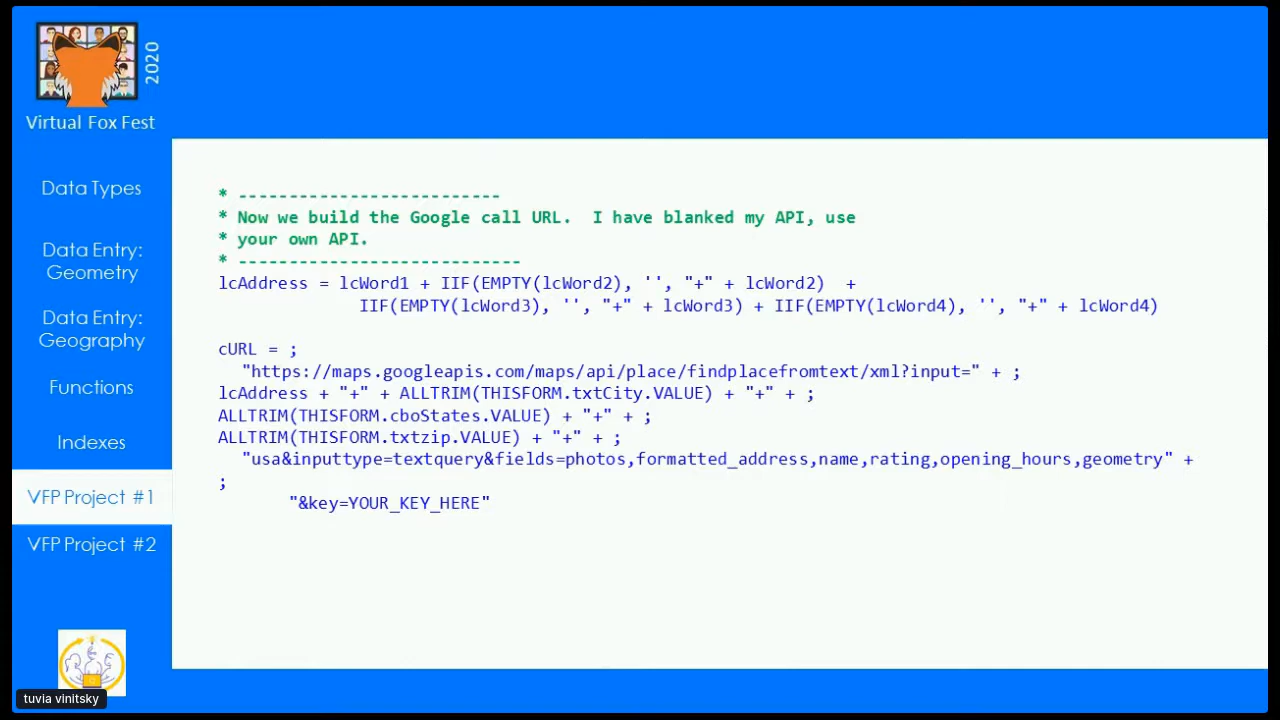 2020
Virtual Fox Fest
Data Types
Data Entry:
Geometry
Data Entry:
Geography
Functions
Indexes
VFP Project #1
VFP Project #2
tuvia vinitsky
* ---------------------------
* Now we build the Google call URL.  I have blanked my API, use
* your own API.
* -----------------------------
lcAddress = lcWord1 + IIF(EMPTY(lcWord2), '', "+" + lcWord2)  +
IIF(EMPTY(lcWord3), '', "+" + lcWord3) + IIF(EMPTY(lcWord4), '', "+" + lcWord4)
cURL = ;
"https://maps.googleapis.com/maps/api/place/findplacefromtext/xml?input=" + ;
lcAddress + "+" + ALLTRIM(THISFORM.txtCity.VALUE) + "+" + ;
ALLTRIM(THISFORM.cboStates.VALUE) + "+" + ;
ALLTRIM(THISFORM.txtzip.VALUE) + "+" + ;
"usa&inputtype=textquery&fields=photos,formatted_address,name,rating,opening_hours,geometry" +
;
"&key=YOUR_KEY_HERE"